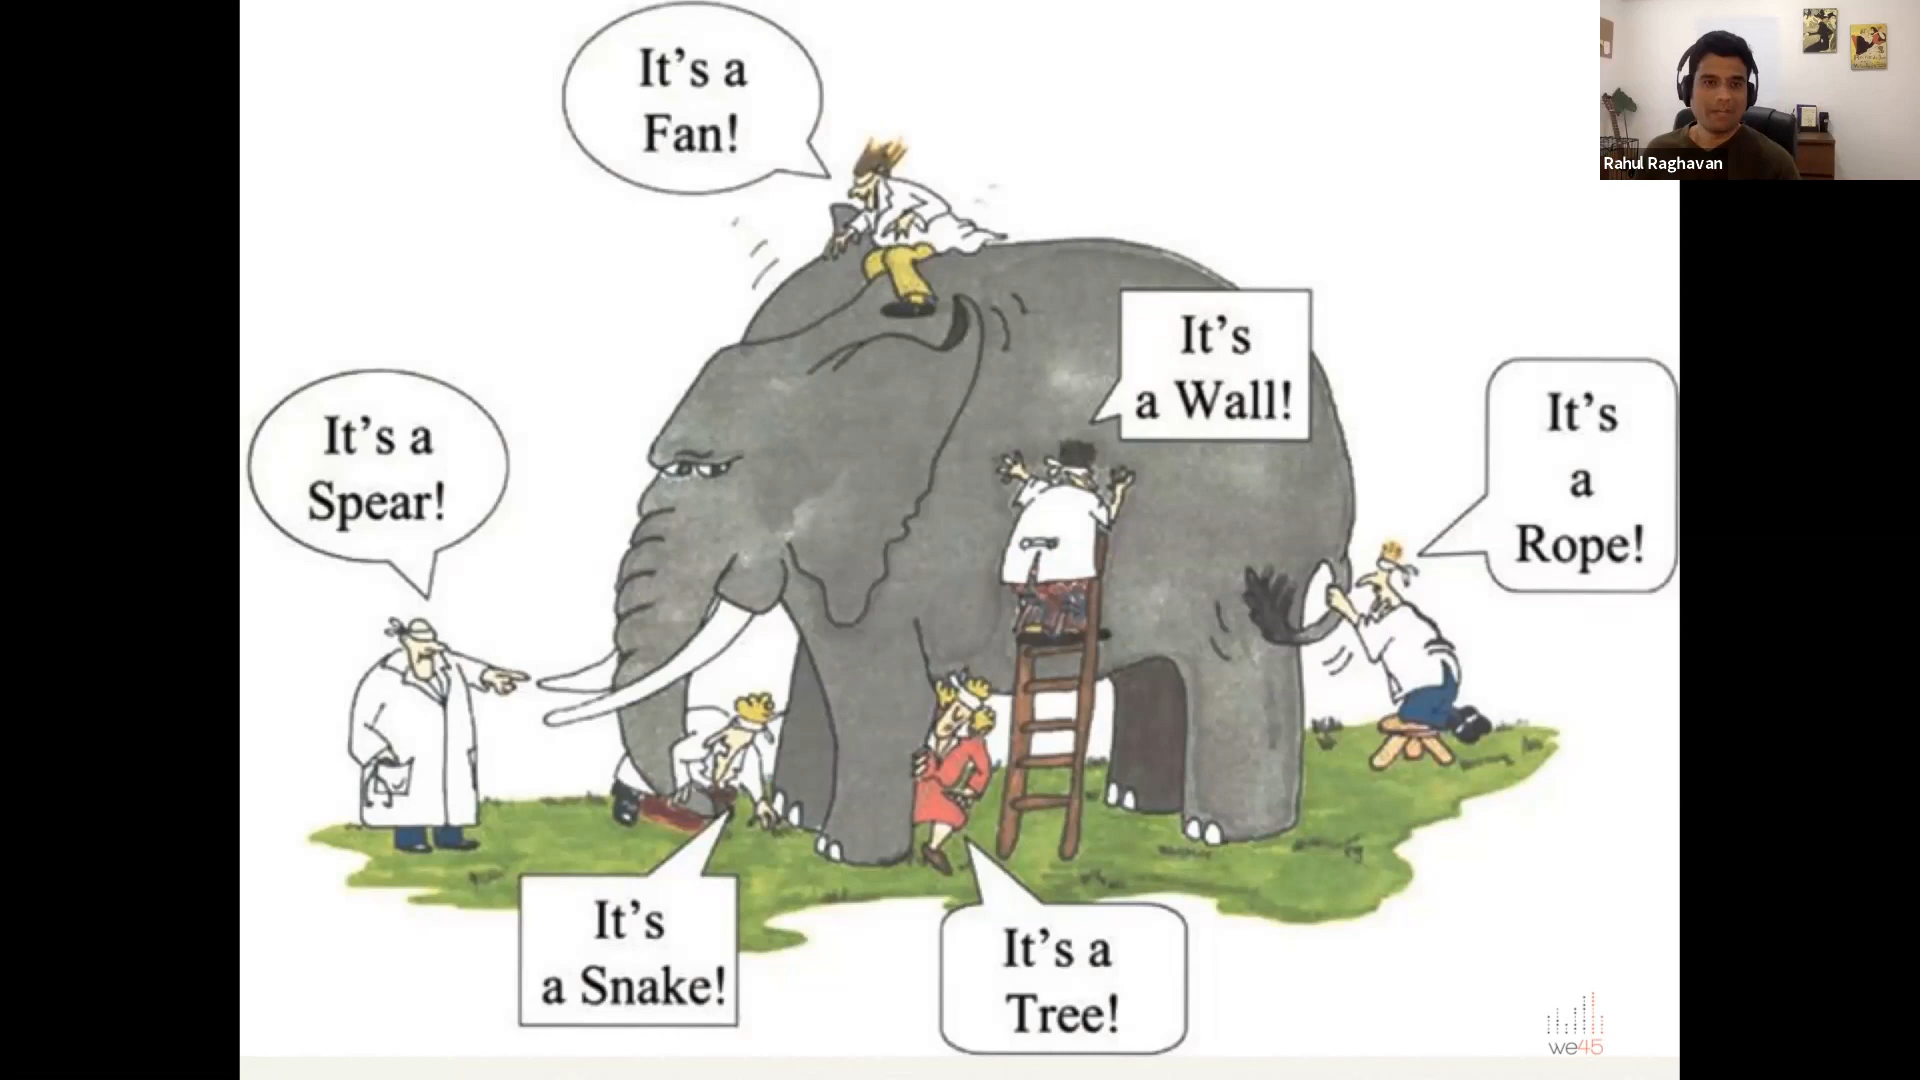 It's a
Fan!
Rahul Raghavan
It's
a Wall!
It's a
Spear!
It's
a
Rope!
It's
a Snake!
It's a
Tree!
we45